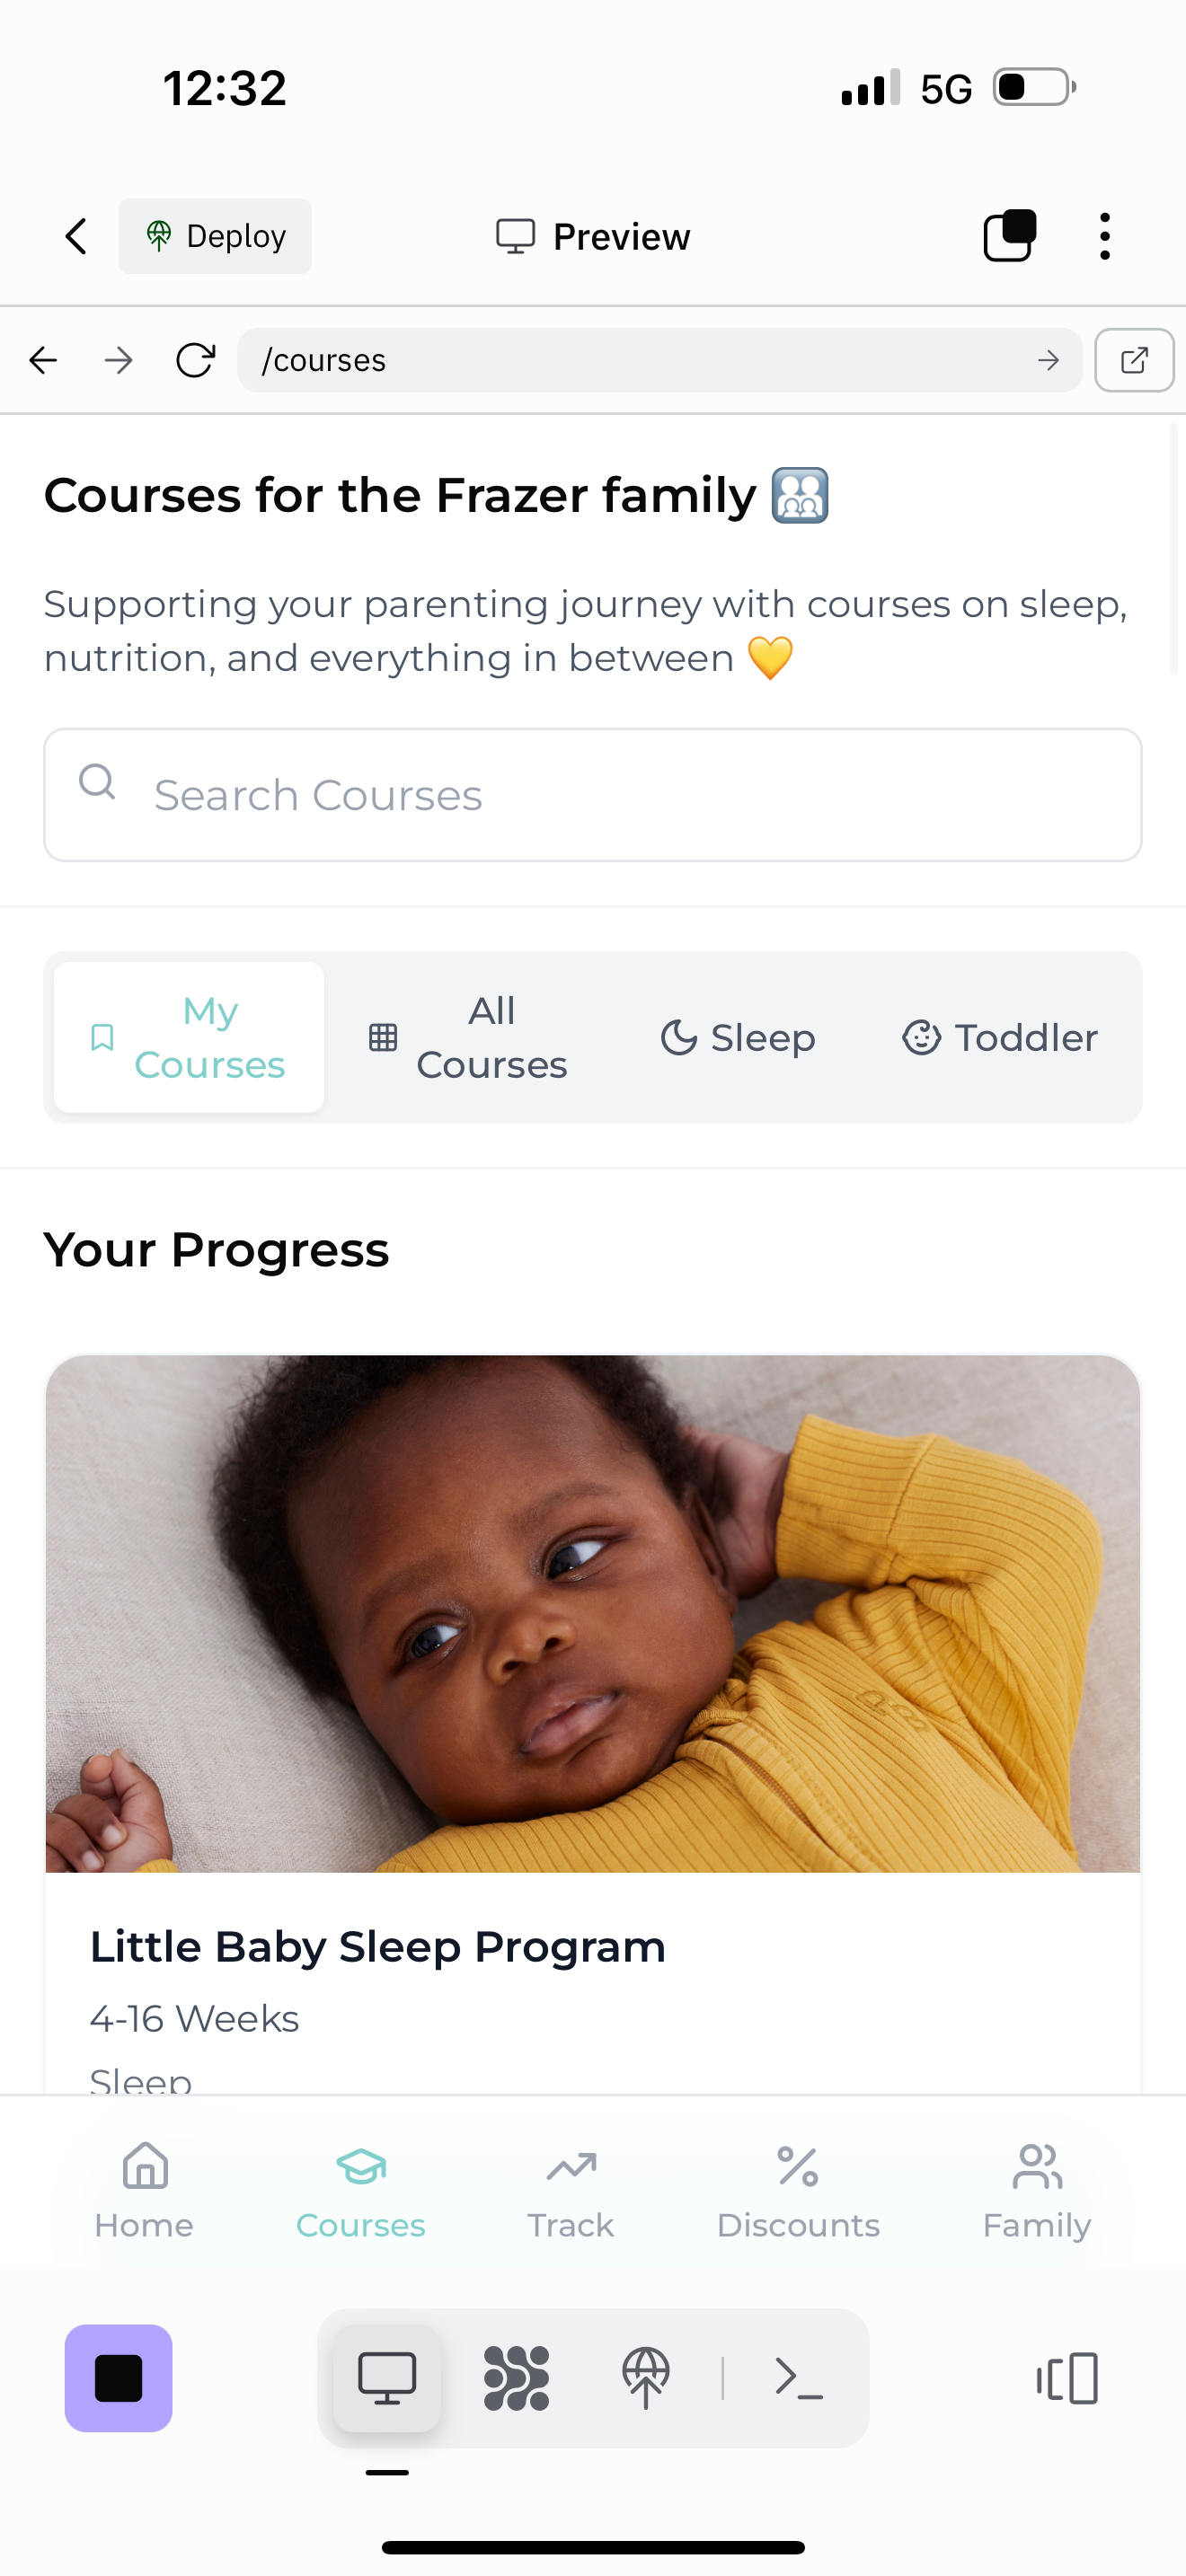 12:32
5G
Deploy
Preview
/courses
Courses for the Frazer family
Supporting your parenting journey with courses on sleep,
nutrition, and everything in between 💛
Search Courses
My
Courses
All
Courses
Sleep
Toddler
Your Progress
Little Baby Sleep Program
4-16 Weeks
Sleep
Home
Courses
Track
Discounts
Family